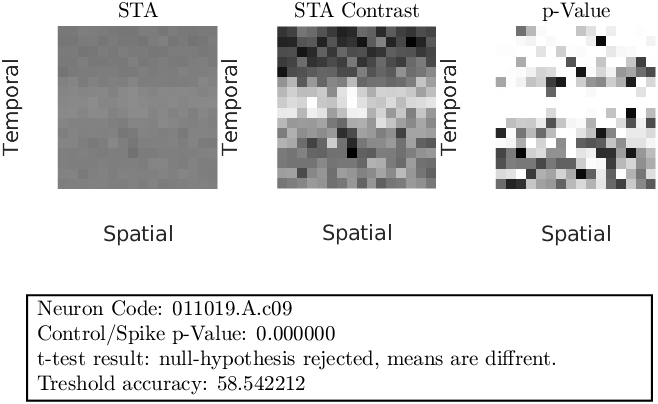 STA
STA Contrast
p-Value
Temporal
Temporal
Temporal
Spatial
Spatial
Spatial
Neuron Code: 011019.A.c09
Control/Spike p-Value: 0.000000
t-test result: null-hypothesis rejected, means are diffrent.
Treshold accuracy: 58.542212